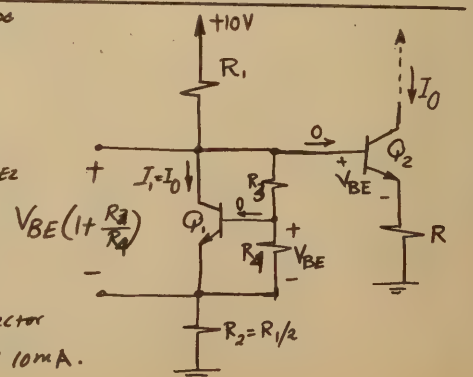 +10V
R1
0
I0
+
I1=I0
Q2
+
VBE
-
R3
0
Q1
+
VBE(1+R3/R4)
R4
VBE
R
-
-
R2=R1/2
ector
10mA.